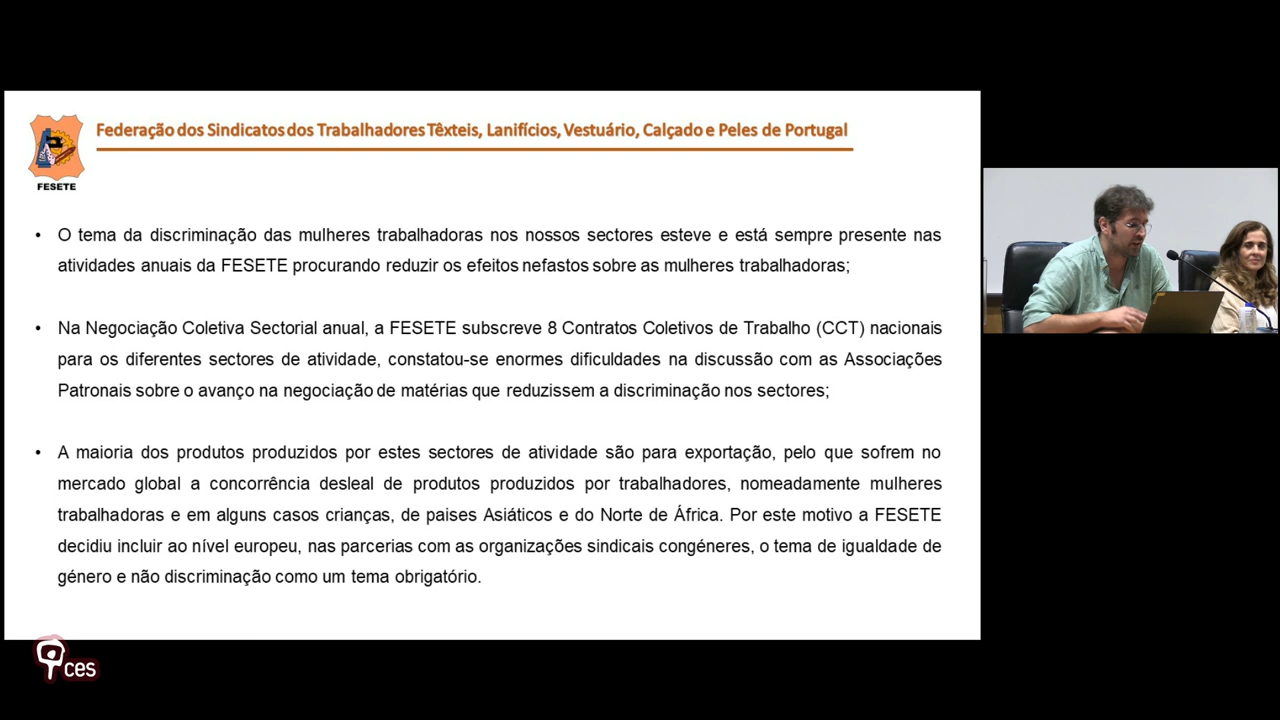 Federação dos Sindicatos dos Trabalhadores Têxteis, Lanifícios, Vestuário, Calçado e Peles de Portugal
FESETE
• O tema da discriminação das mulheres trabalhadoras nos nossos sectores esteve e está sempre presente nas
atividades anuais da FESETE procurando reduzir os efeitos nefastos sobre as mulheres trabalhadoras;
• Na Negociação Coletiva Sectorial anual, a FESETE subscreve 8 Contratos Coletivos de Trabalho (CCT) nacionais
para os diferentes sectores de atividade, constatou-se enormes dificuldades na discussão com as Associações
Patronais sobre o avanço na negociação de matérias que reduzissem a discriminação nos sectores;
• A maioria dos produtos produzidos por estes sectores de atividade são para exportação, pelo que sofrem no
mercado global a concorrência desleal de produtos produzidos por trabalhadores, nomeadamente mulheres
trabalhadoras e em alguns casos crianças, de paises Asiáticos e do Norte de África. Por este motivo a FESETE
decidiu incluir ao nível europeu, nas parcerias com as organizações sindicais congéneres, o tema de igualdade de
género e não discriminação como um tema obrigatório.
ces